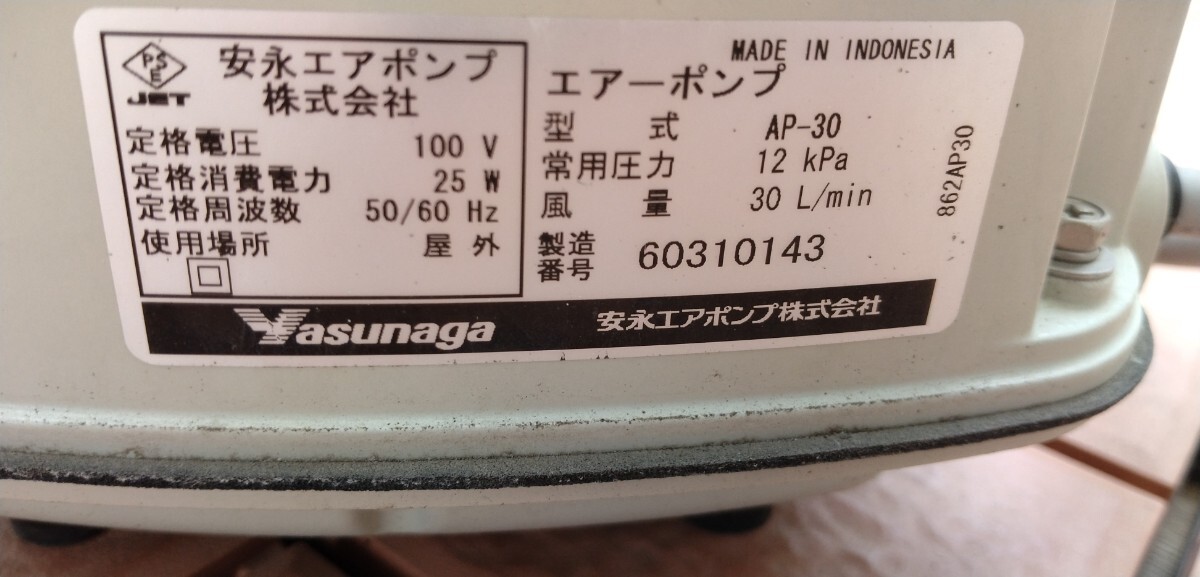 PSE
JET
安永エアポンプ
株式会社
定格電圧 100 V
定格消費電力 25 W
定格周波数 50/60 Hz
使用場所 屋外
MADE IN INDONESIA
エアーポンプ
型式 AP-30
常用圧力 12 kPa
風量 30 L/min
製造
番号 60310143
862AP30
Yasunaga 安永エアポンプ株式会社